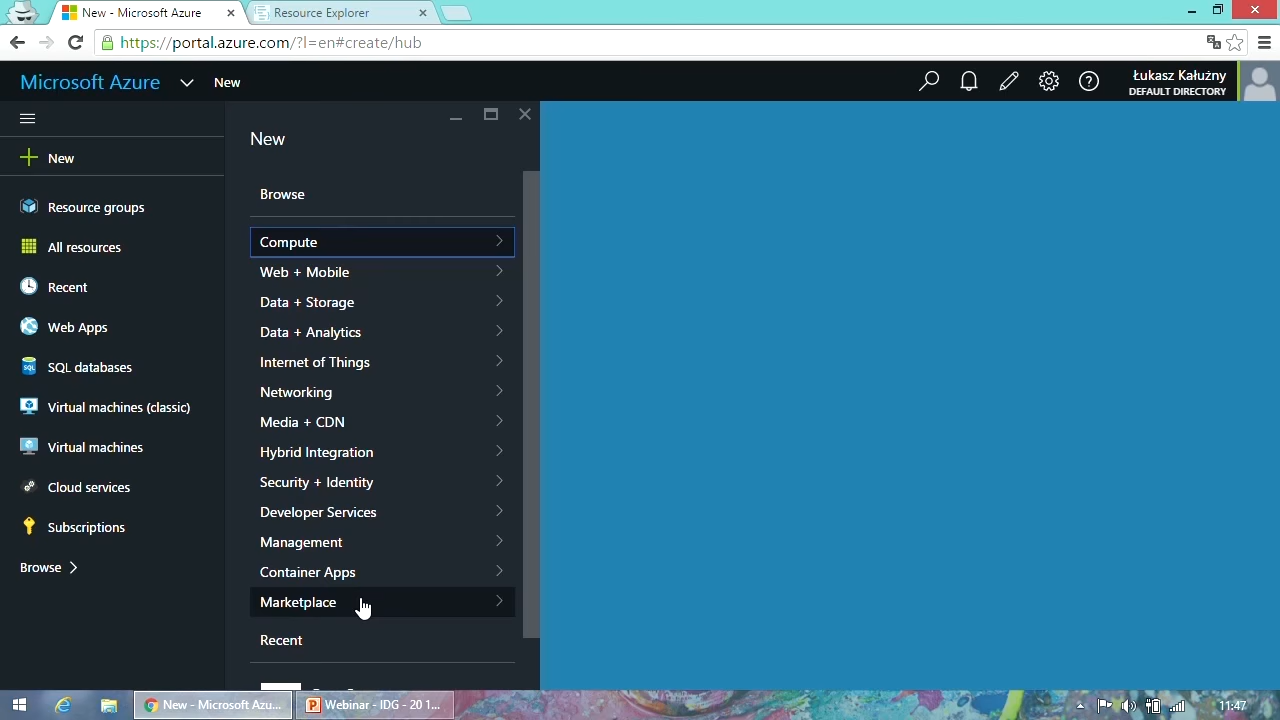 New - Microsoft Azure
Resource Explorer
https://portal.azure.com/?l=en#create/hub
Microsoft Azure
New
Łukasz Kałużny
DEFAULT DIRECTORY
New
Resource groups
All resources
Recent
Web Apps
SQL
SQL databases
Virtual machines (classic)
Virtual machines
Cloud services
Subscriptions
Browse
New
Browse
Compute
Web + Mobile
Data + Storage
Data + Analytics
Internet of Things
Networking
Media + CDN
Hybrid Integration
Security + Identity
Developer Services
Management
Container Apps
Marketplace
Recent
New - Microsoft Azu...
Webinar - IDG - 20 1...
11:47